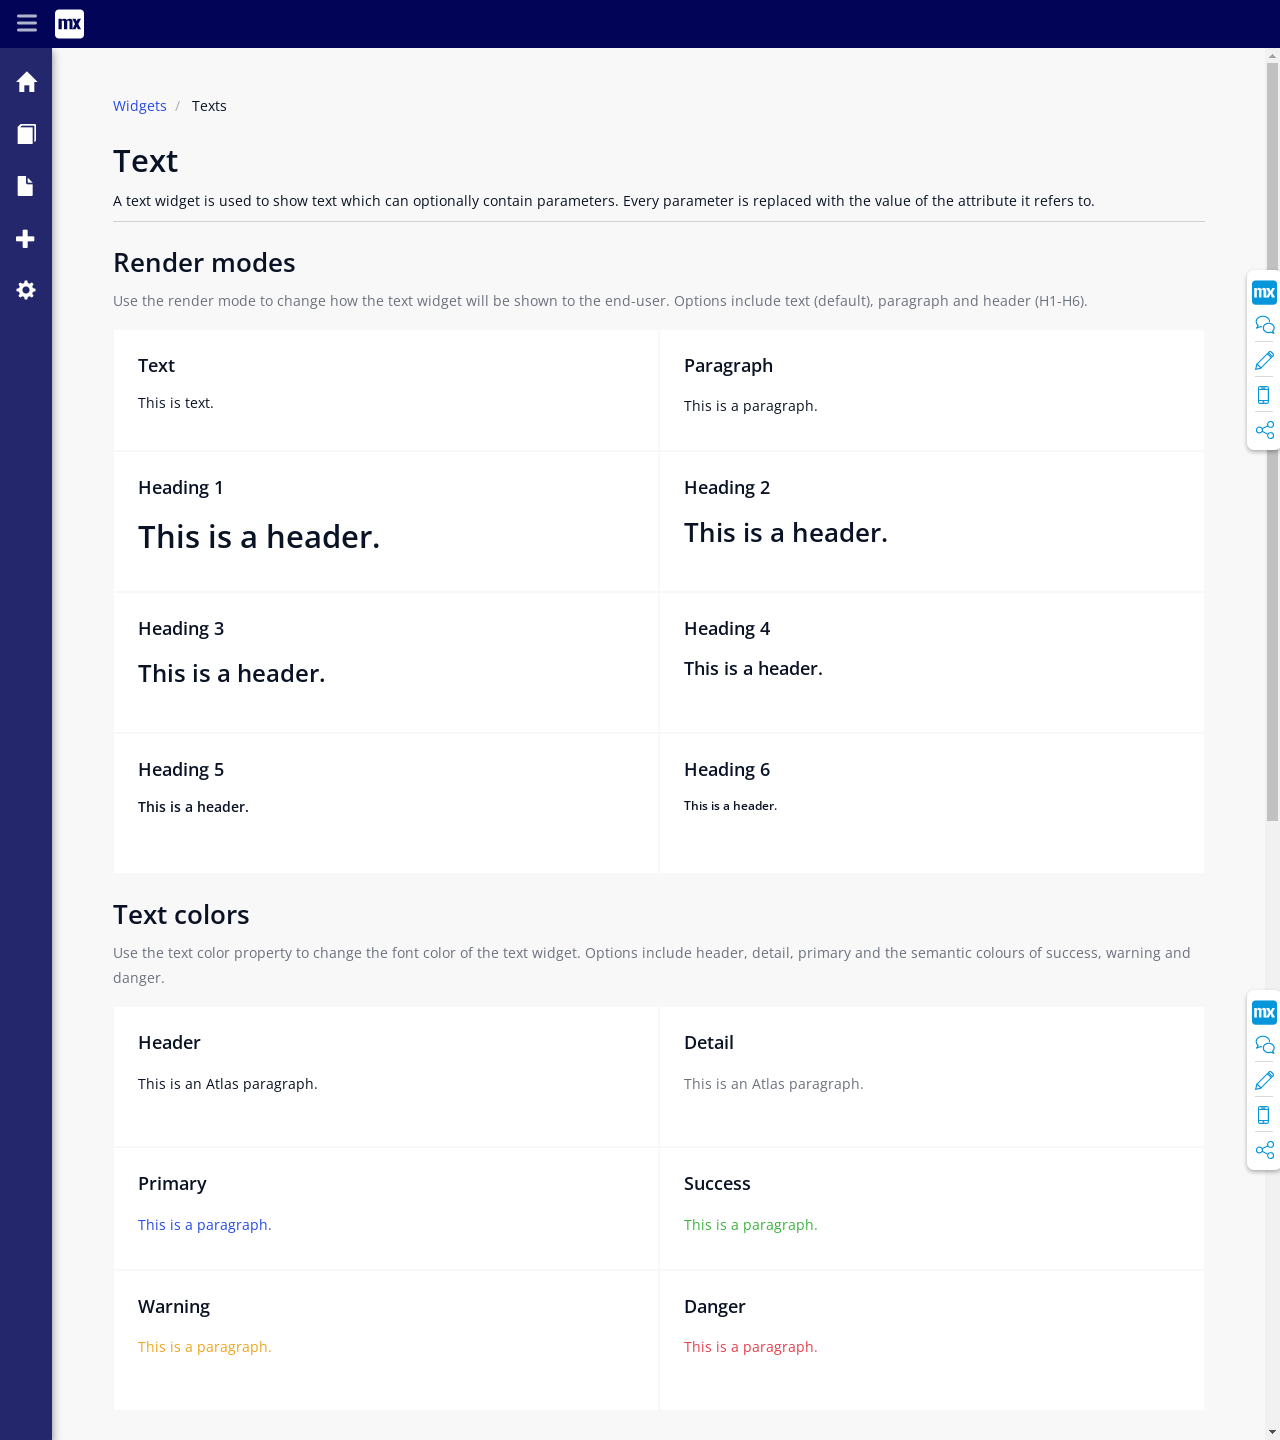 mx
Widgets / Texts
Text
A text widget is used to show text which can optionally contain parameters. Every parameter is replaced with the value of the attribute it refers to.
Render modes
Use the render mode to change how the text widget will be shown to the end-user. Options include text (default), paragraph and header (H1-H6).
mx
Text
This is text.
Paragraph
This is a paragraph.
Heading 1
This is a header.
Heading 2
This is a header.
Heading 3
This is a header.
Heading 4
This is a header.
Heading 5
This is a header.
Heading 6
This is a header.
Text colors
Use the text color property to change the font color of the text widget. Options include header, detail, primary and the semantic colours of success, warning and
danger.
mx
Header
This is an Atlas paragraph.
Detail
This is an Atlas paragraph.
Primary
This is a paragraph.
Success
This is a paragraph.
Warning
This is a paragraph.
Danger
This is a paragraph.